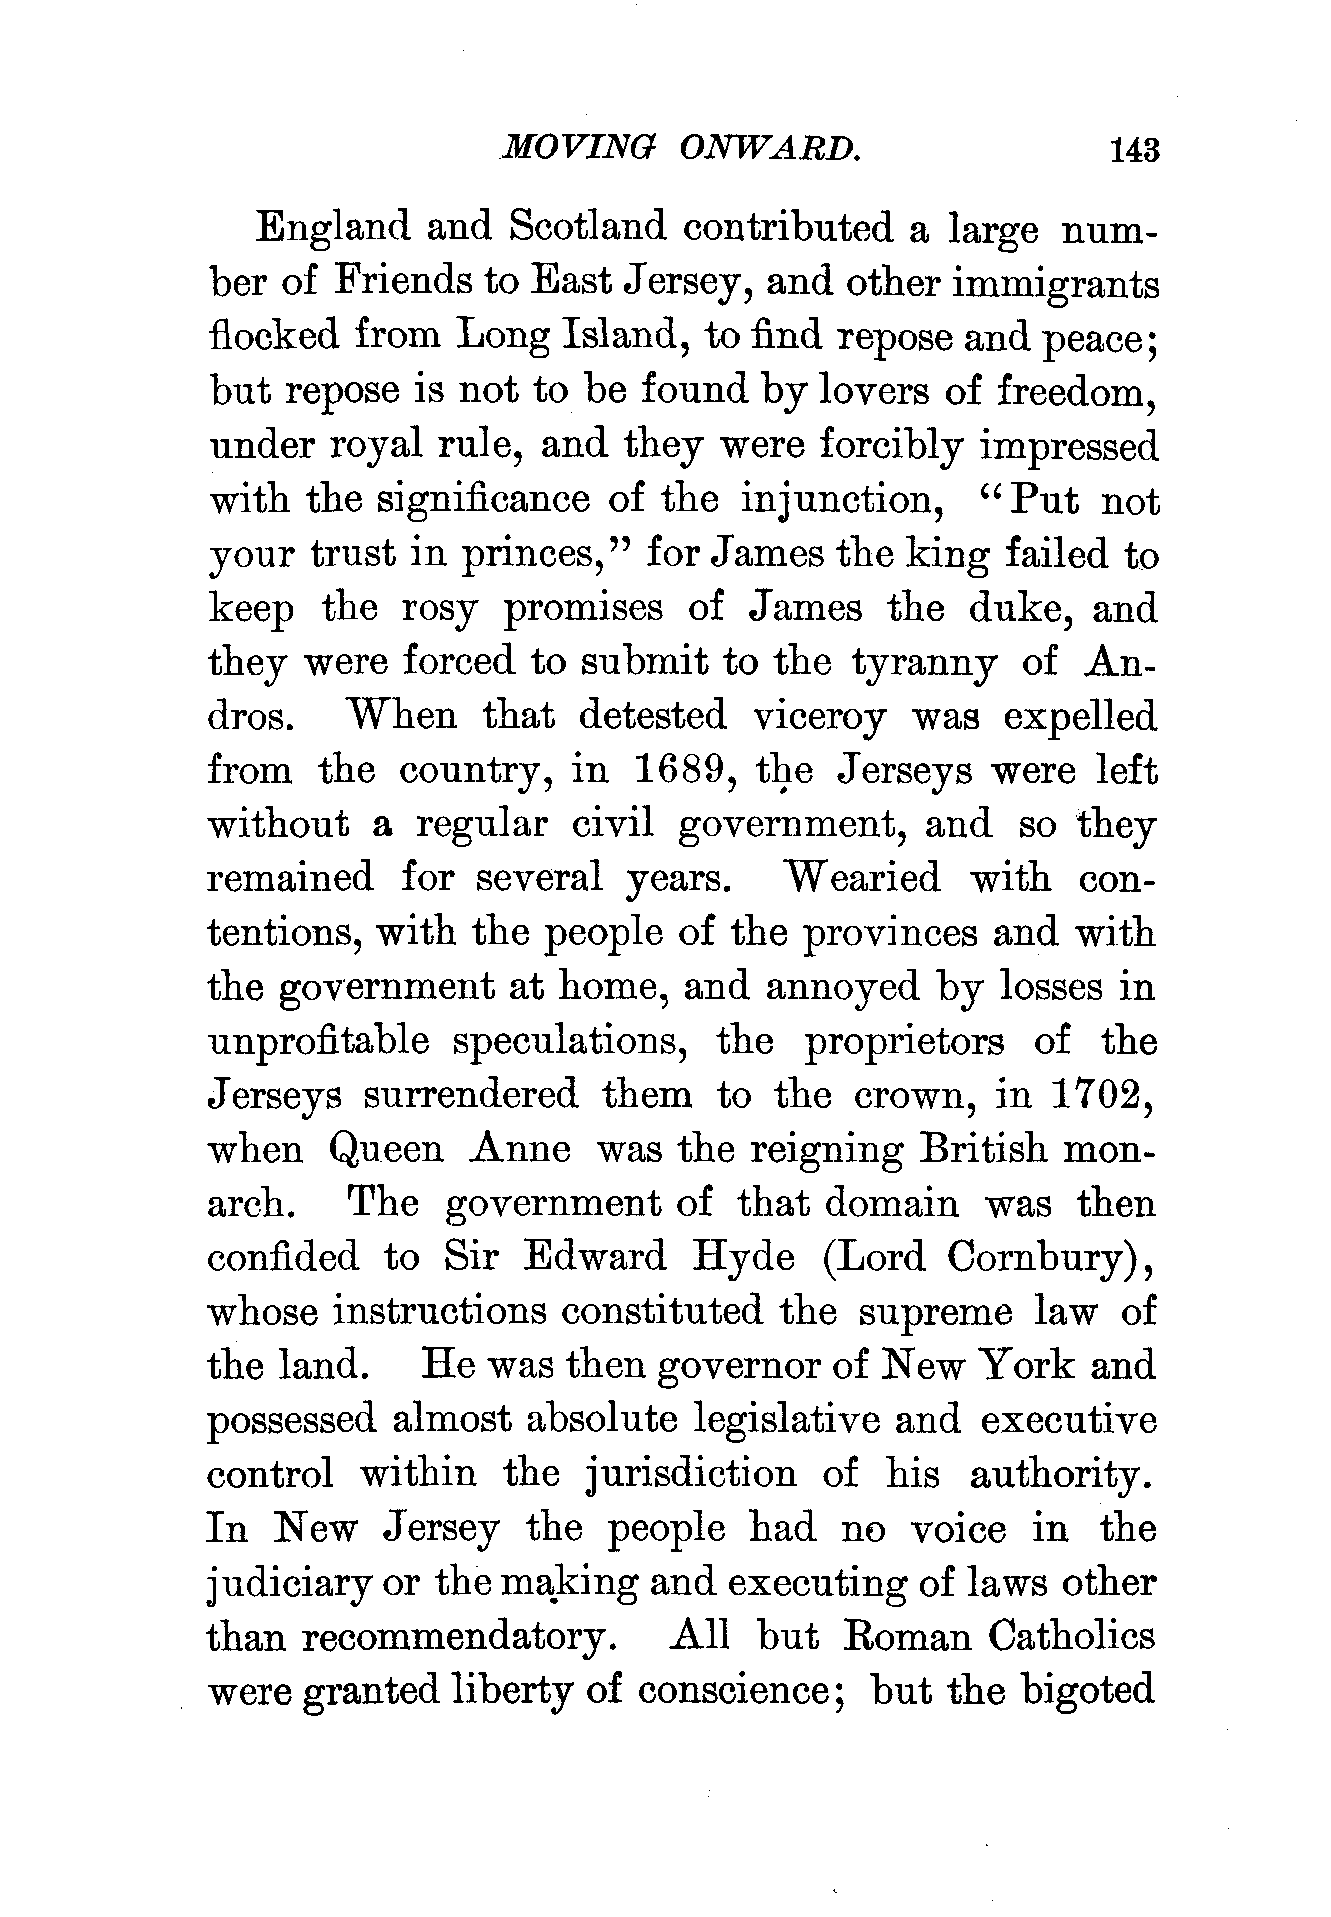 MOVING ONWARD. 143
England and Scotland contributed a large num-
ber of Friends to East Jersey, and other immigrants
flocked from Long Island, to find repose and peace;
but repose is not to be found by lovers of freedom,
under royal rule, and they were forcibly impressed
with the significance of the injunction, “Put not
your trust in princes,” for James the king failed to
keep the rosy promises of James the duke, and
they were forced to submit to the tyranny of An-
dros. When that detested viceroy was expelled
from the country, in 1689, the Jerseys were left
without a regular civil government, and so they
remained for several years. Wearied with con-
tentions, with the people of the provinces and with
the government at home, and annoyed by losses in
unprofitable speculations, the proprietors of the
Jerseys surrendered them to the crown, in 1702,
when Queen Anne was the reigning British mon-
arch. The government of that domain was then
confided to Sir Edward Hyde (Lord Cornbury),
whose instructions constituted the supreme law of
the land. He was then governor of New York and
possessed almost absolute legislative and executive
control within the jurisdiction of his authority.
In New Jersey the people had no voice in the
judiciary or the making and executing of laws other
than recommendatory. All but Roman Catholics
were granted liberty of conscience; but the bigoted